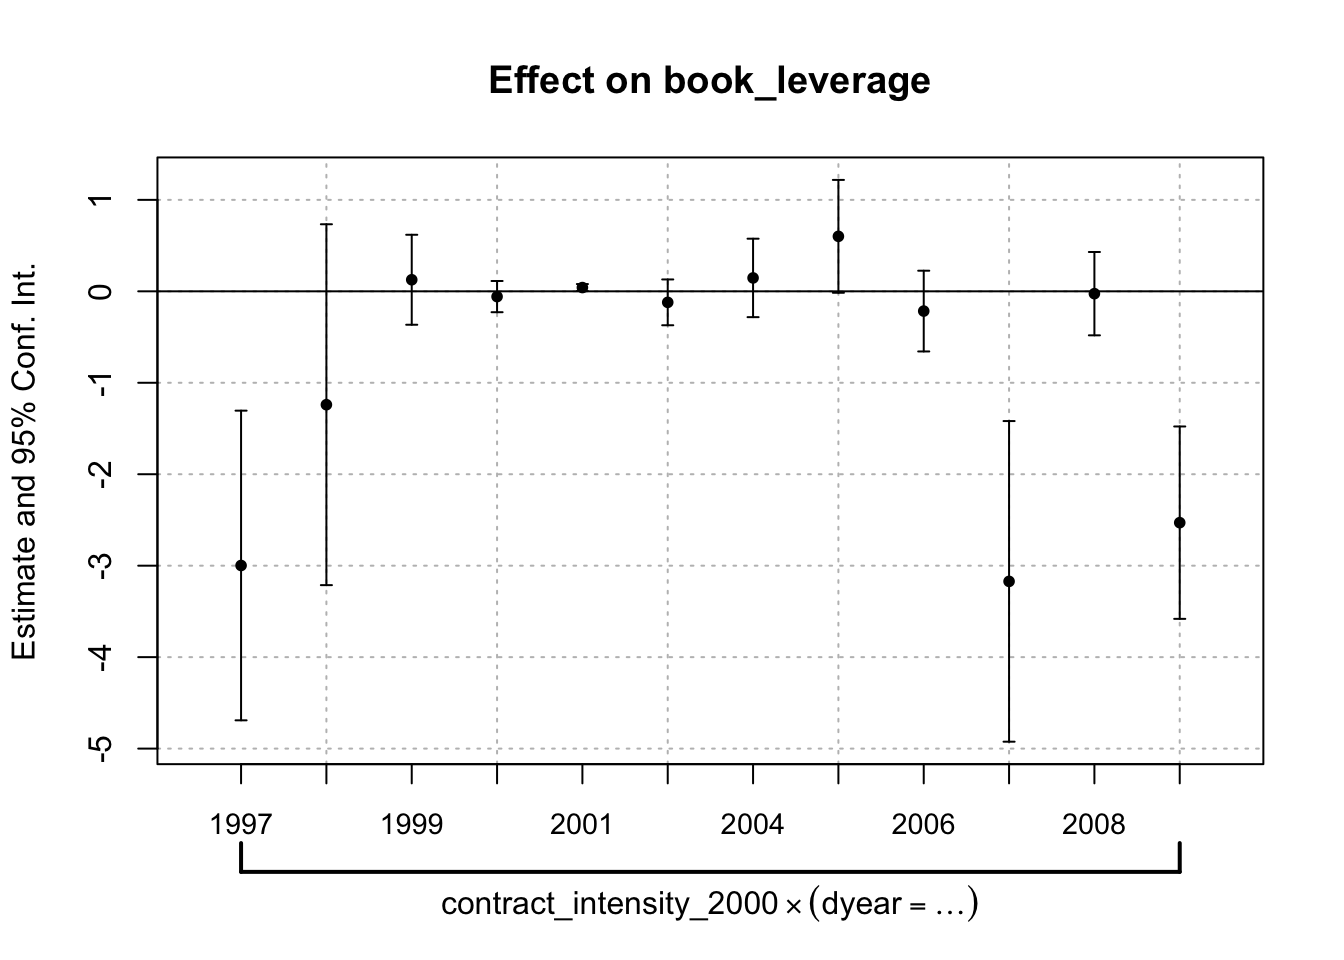 Effect on book_leverage
Estimate and 95% Conf. Int.
1
0
-1
-2
-3
-4
-5
1997 1999 2001 2004 2006 2008
contract_intensity_2000 × (dyear = …)